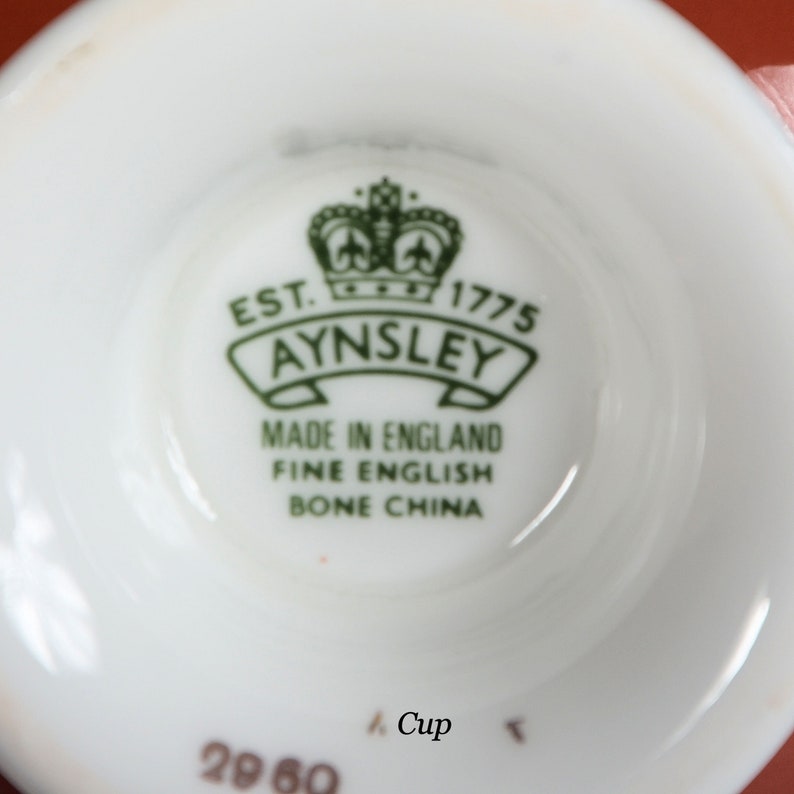 EST. 1775
AYNSLEY
MADE IN ENGLAND
FINE ENGLISH
BONE CHINA
Cup
2960